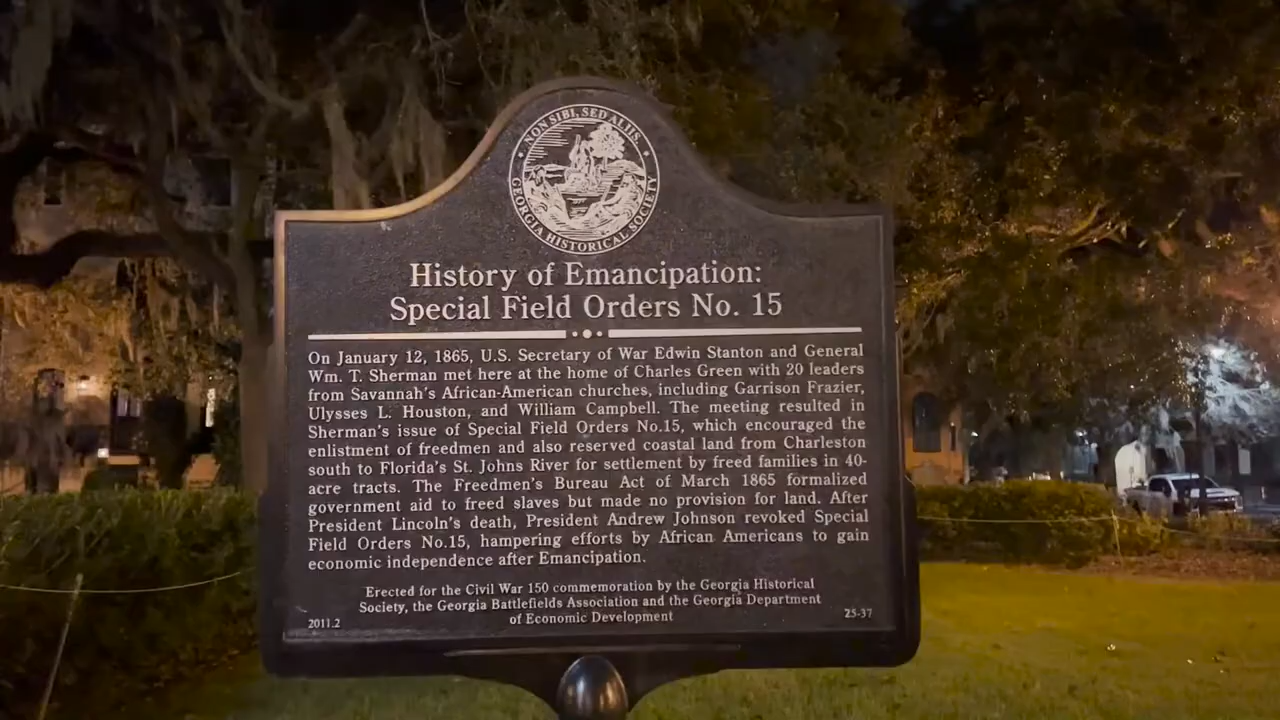 NON SIBI, SED ALIIS.
GEORGIA HISTORICAL SOCIETY
History of Emancipation:
Special Field Orders No. 15
On January 12, 1865, U.S. Secretary of War Edwin Stanton and General
Wm. T. Sherman met here at the home of Charles Green with 20 leaders
from Savannah's African-American churches, including Garrison Frazier,
Ulysses L. Houston, and William Campbell. The meeting resulted in
Sherman's issue of Special Field Orders No.15, which encouraged the
enlistment of freedmen and also reserved coastal land from Charleston
south to Florida's St. Johns River for settlement by freed families in 40-
acre tracts. The Freedmen's Bureau Act of March 1865 formalized
government aid to freed slaves but made no provision for land. After
President Lincoln's death, President Andrew Johnson revoked Special
Field Orders No.15, hampering efforts by African Americans to gain
economic independence after Emancipation.
Erected for the Civil War 150 commemoration by the Georgia Historical
Society, the Georgia Battlefields Association and the Georgia Department
of Economic Development
2011.2
25-37